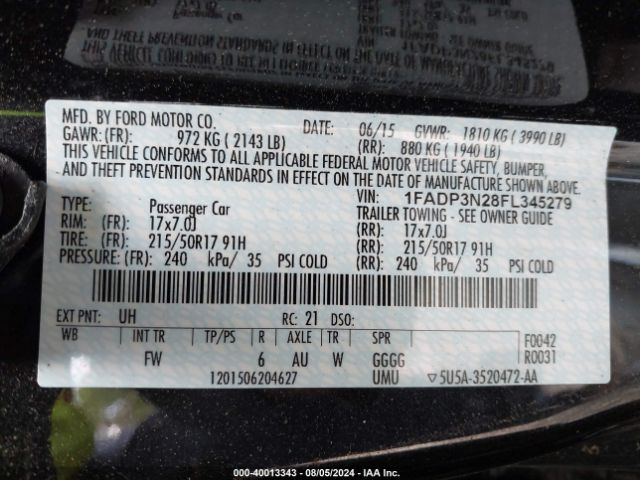 MFD. BY FORD MOTOR CO.
DATE: 06/15 GVWR: 1810 KG ( 3990 LB)
GAWR: (FR): 972 KG ( 2143 LB) (RR): 880 KG ( 1940 LB)
THIS VEHICLE CONFORMS TO ALL APPLICABLE FEDERAL MOTOR VEHICLE SAFETY, BUMPER,
AND THEFT PREVENTION STANDARDS IN EFFECT ON THE DATE OF MANUFACTURE SHOWN ABOVE.
VIN: 1FADP3N28FL345279
TYPE: Passenger Car TRAILER TOWING - SEE OWNER GUIDE
RIM: (FR): 17x7.0J (RR): 17x7.0J
TIRE: (FR): 215/50R17 91H (RR): 215/50R17 91H
PRESSURE: (FR): 240 kPa/ 35 PSI COLD (RR): 240 kPa/ 35 PSI COLD
EXT PNT: UH RC: 21 DSO:
WB INT TR TP/PS R AXLE TR SPR F0042
FW 6 AU W GGGG R0031
1201506204627 UMU ▽5U5A-3520472-AA
000-40013343 - 08/05/2024 - IAA Inc.